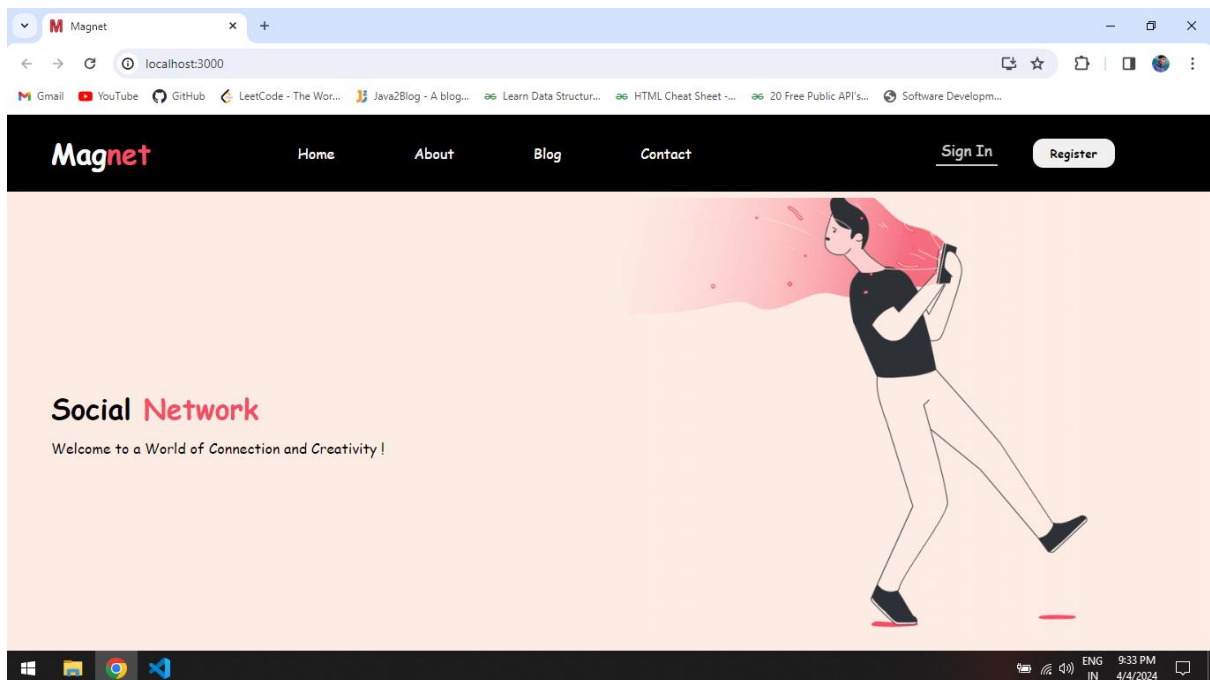 Magnet
localhost:3000
Gmail YouTube GitHub LeetCode - The Wor... Java2Blog - A blog... Learn Data Structur... HTML Cheat Sheet -... 20 Free Public API's... Software Developm...
Magnet Home About Blog Contact Sign In Register
Social Network
Welcome to a World of Connection and Creativity !
ENG 9:33 PM
IN 4/4/2024